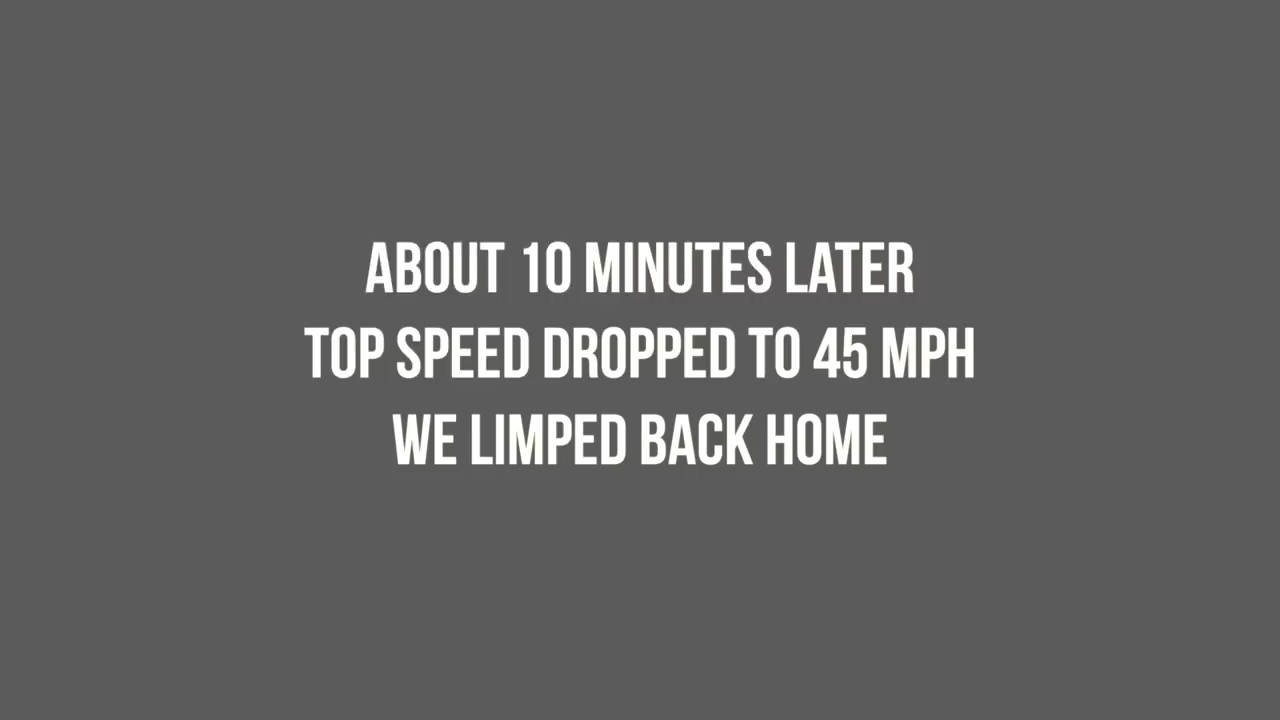 ABOUT 10 MINUTES LATER
TOP SPEED DROPPED TO 45 MPH
WE LIMPED BACK HOME